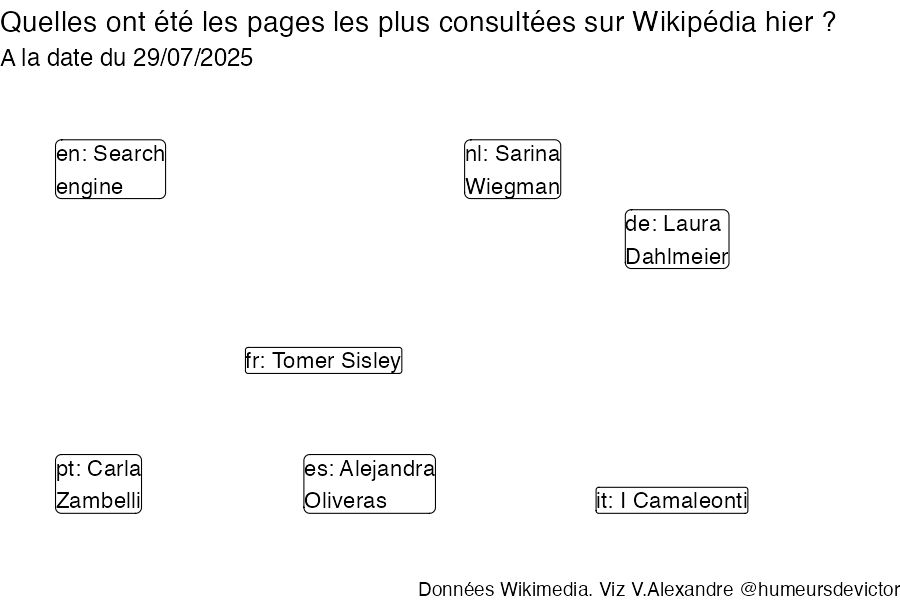 Quelles ont été les pages les plus consultées sur Wikipédia hier ?
A la date du 29/07/2025
en: Search
engine
nl: Sarina
Wiegman
de: Laura
Dahlmeier
fr: Tomer Sisley
pt: Carla
Zambelli
es: Alejandra
Oliveras
it: I Camaleonti
Données Wikimedia. Viz V.Alexandre @humeursdevictor